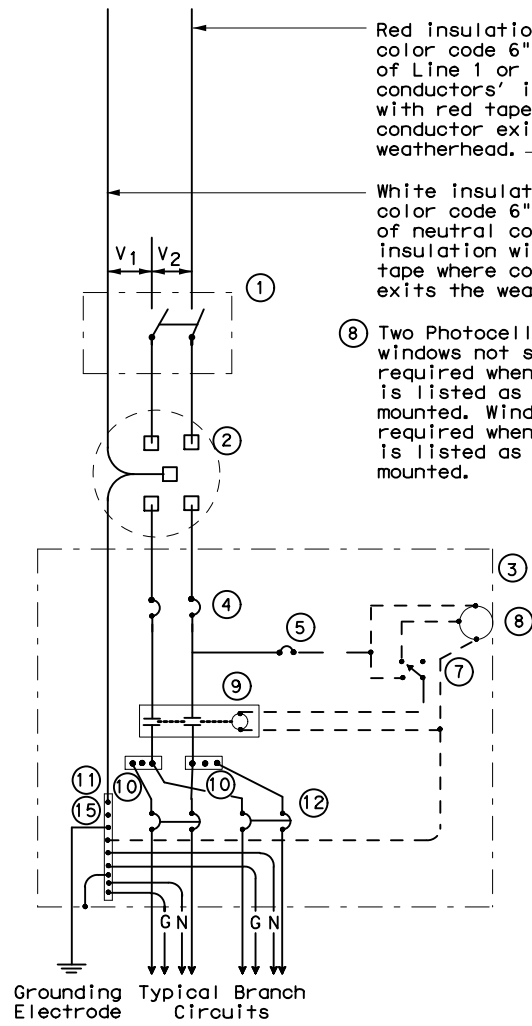 Red insulatio
color code 6"
of Line 1 or
conductors' i
with red tape
conductor exi
weatherhead.
White insulat
color code 6"
of neutral co
insulation wi
tape where co
exits the wea
V1 V2
1
8 Two Photocell
windows not s
required when
is listed as
mounted. Wind
required when
is listed as
mounted.
2
3
4
5
8
7
9
11
10
10
12
15
G N G N
Grounding
Electrode
Typical Branch
Circuits